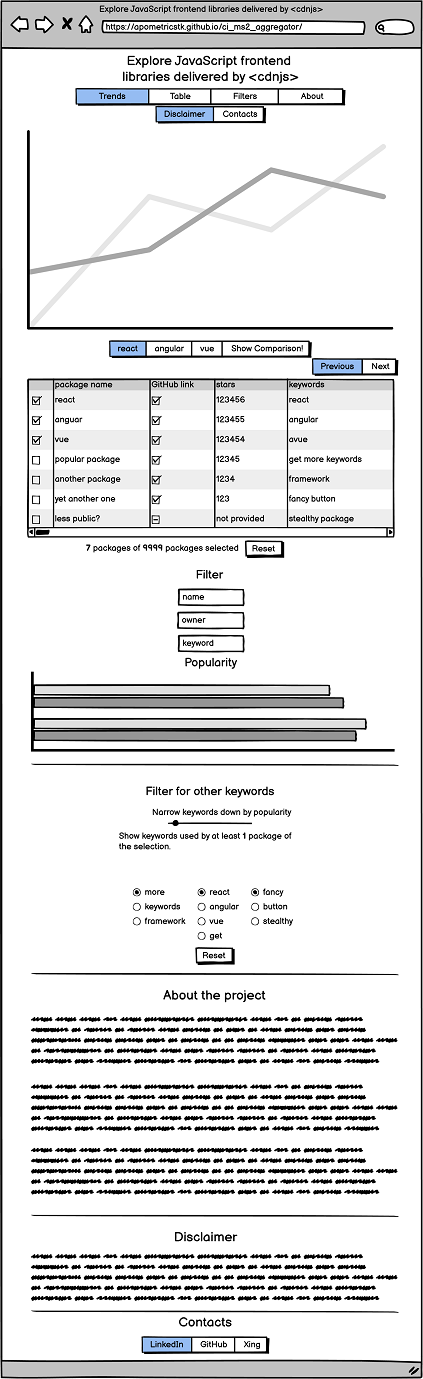 Explore JavaScript frontend libraries delivered by <cdnjs>
https://apometricstk.github.io/ci_ms2_aggregator/
Explore JavaScript frontend
libraries delivered by <cdnjs>
Trends Table Filters About
Disclaimer Contacts
react angular vue Show Comparison!
Previous Next
package name GitHub link stars keywords
react 123456 react
anguar 123455 angular
vue 123454 avue
popular package 12345 get more keywords
another package 1234 framework
yet another one 123 fancy button
less public? not provided stealthy package
7 packages of 9999 packages selected Reset
Filter
name
owner
keyword
Popularity
Filter for other keywords
Narrow keywords down by popularity
Show keywords used by at least 1 package of
the selection.
more react fancy
keywords angular button
framework vue stealthy
get
Reset
About the project
Disclaimer
Contacts
LinkedIn GitHub Xing